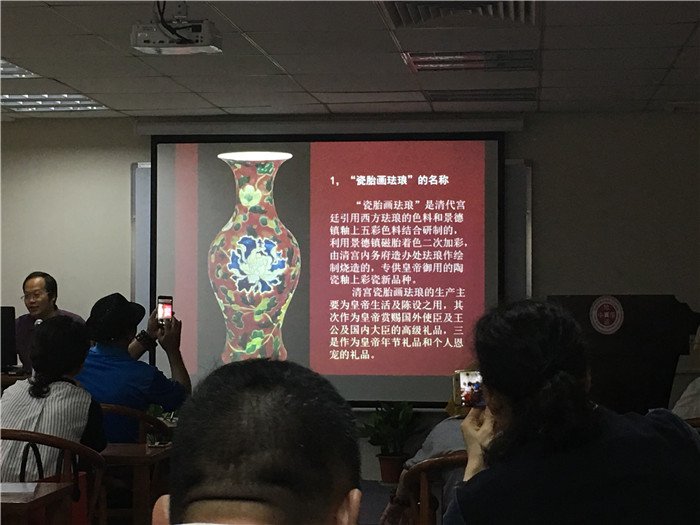 1，“瓷胎画珐琅”的名称
“瓷胎画珐琅”是清代宫
廷引用西方珐琅的色料和景德
镇釉上五彩色料结合研制的，
利用景德镇磁胎着色二次加彩，
由清宫内务府造办处珐琅作绘
制烧造的，专供皇帝御用的陶
瓷釉上彩瓷新品种。
清宫瓷胎画珐琅的生产主
要为皇帝生活及陈设之用，其
次作为皇帝赏赐国外使臣与王
公及国内大臣的高级礼品，三
是作为皇帝年节礼品和个人恩
宠的礼品。